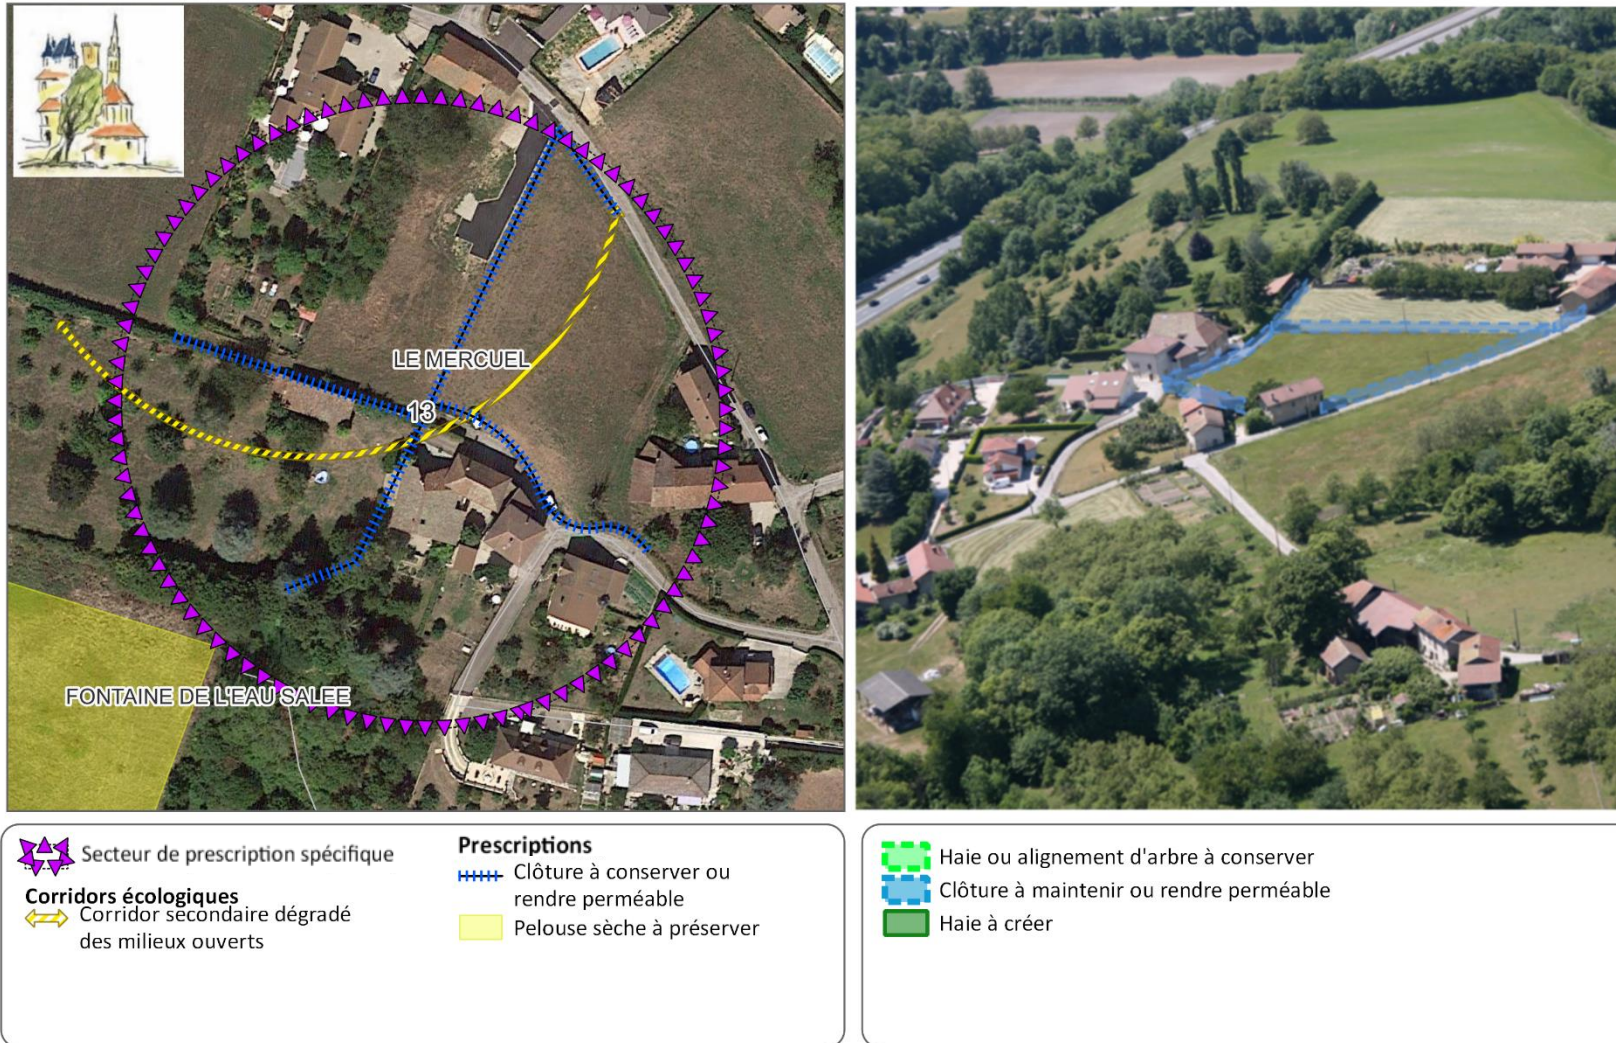 LE MERCUEL
13
FONTAINE DE L'EAU SALEE
Secteur de prescription spécifique
Corridors écologiques
Corridor secondaire dégradé
des milieux ouverts
Prescriptions
Clôture à conserver ou
rendre perméable
Pelouse sèche à préserver
Haie ou alignement d'arbre à conserver
Clôture à maintenir ou rendre perméable
Haie à créer